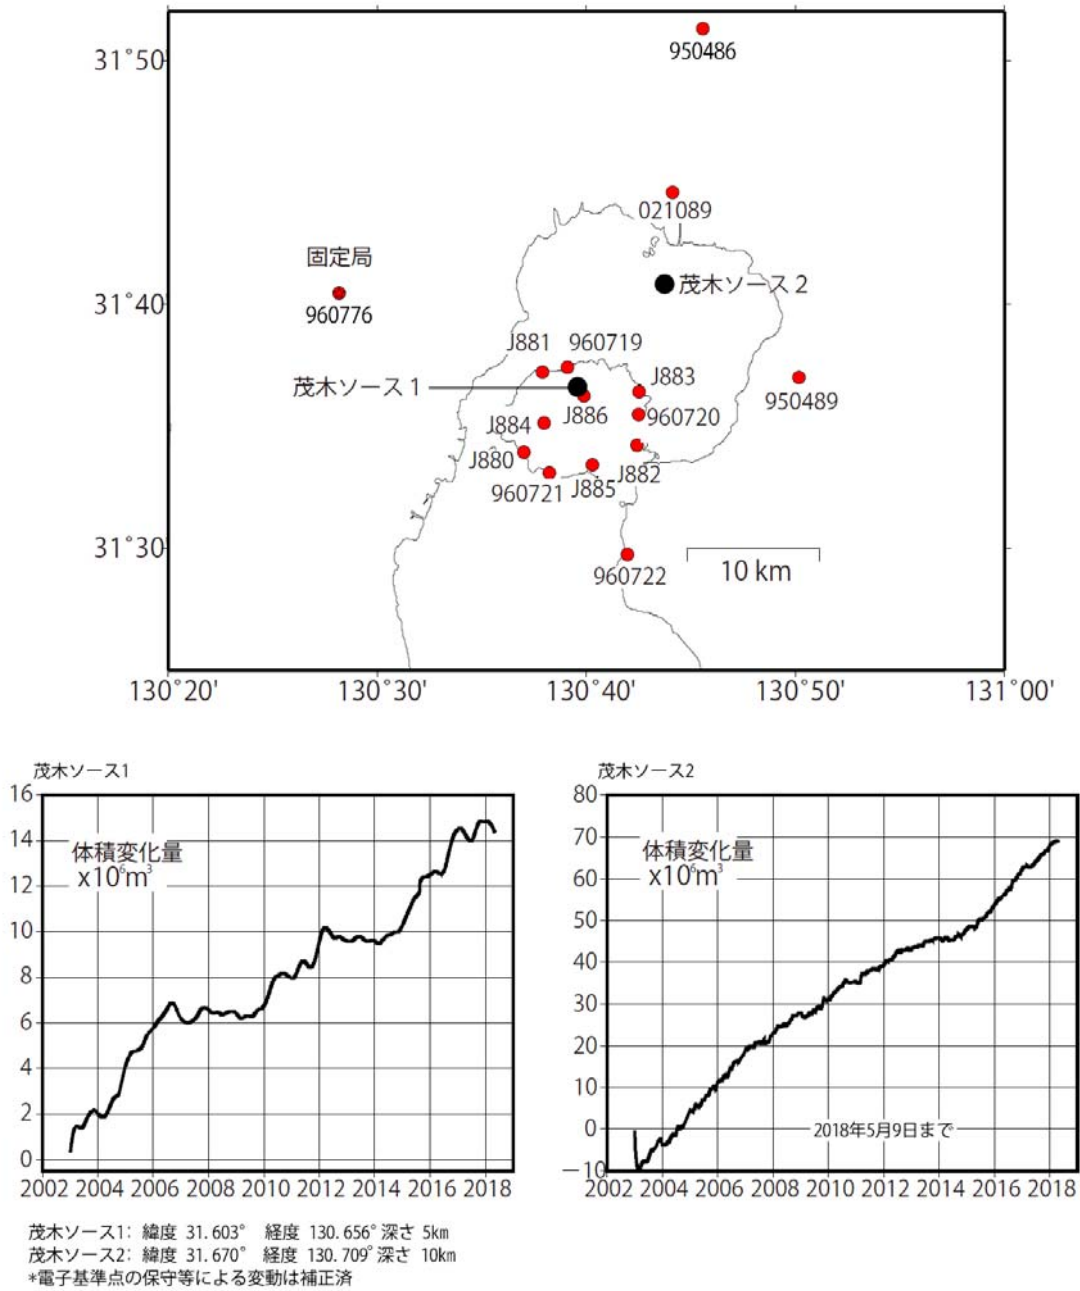 950486
31°50'
021089
固定局
茂木ソース２
960776
31°40'
J881
960719
J883
茂木ソース１
950489
J886
960720
J884
J880
J882
960721
J885
31°30'
960722
10 km
130°20'
130°30'
130°40'
130°50'
131°00'
茂木ソース1
16
14
12
10
8
6
4
2
0
体積変化量
x10⁶m³
2002 2004 2006 2008 2010 2012 2014 2016 2018
茂木ソース2
80
70
60
50
40
30
20
10
0
−10
体積変化量
x10⁶m³
2018年5月9日まで
2002 2004 2006 2008 2010 2012 2014 2016 2018
茂木ソース1: 緯度 31.603° 経度 130.656° 深さ 5km
茂木ソース2: 緯度 31.670° 経度 130.709° 深さ 10km
*電子基準点の保守等による変動は補正済